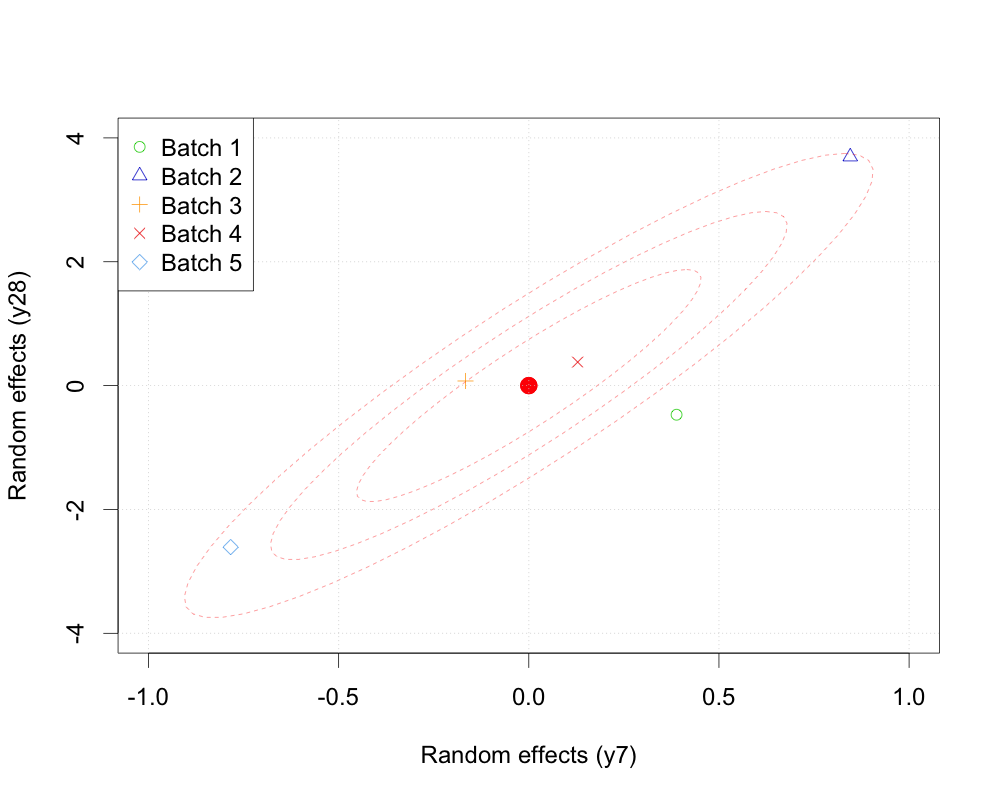 4
2
0
-2
-4
Random effects (y28)
Batch 1
Batch 2
Batch 3
Batch 4
Batch 5
-1.0 -0.5 0.0 0.5 1.0
Random effects (y7)